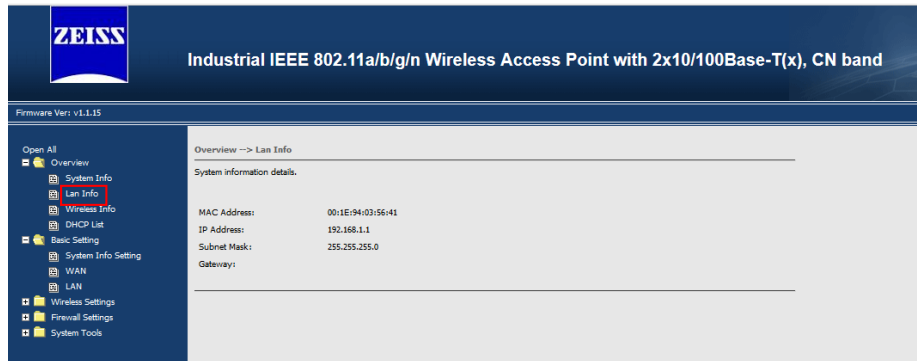 ZEISS
Industrial IEEE 802.11a/b/g/n Wireless Access Point with 2x10/100Base-T(x), CN band
Firmware Ver: v1.1.15
Open All
Overview
System Info
Lan Info
Wireless Info
DHCP List
Basic Setting
System Info Setting
WAN
LAN
Wireless Settings
Firewall Settings
System Tools
Overview --> Lan Info
System information details.
MAC Address: 00:1E:94:03:56:41
IP Address: 192.168.1.1
Subnet Mask: 255.255.255.0
Gateway: